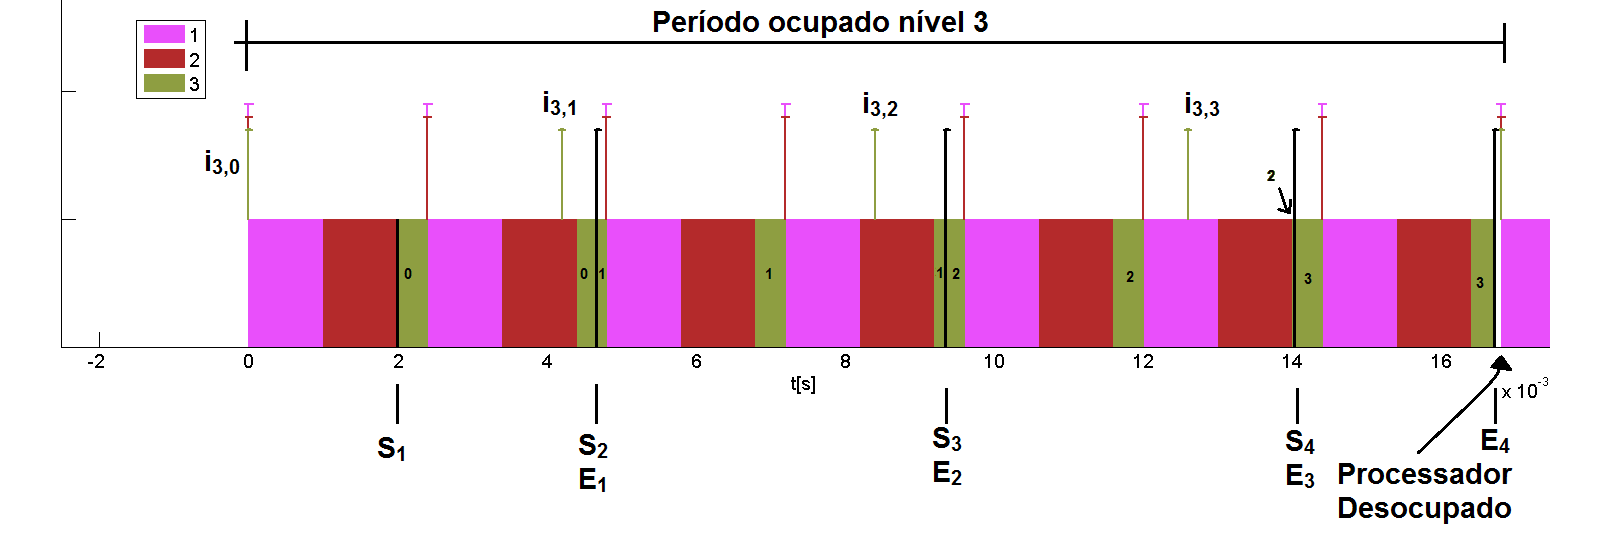 Período ocupado nível 3
1
2
3
i3,0
i3,1
i3,2
i3,3
2
0
0 1
1
1 2
2
3
3
-2 0 2 4 6 8 10 12 14 16
t[s]
x 10-3
S1
S2
E1
S3
E2
S4
E3
E4
Processador
Desocupado